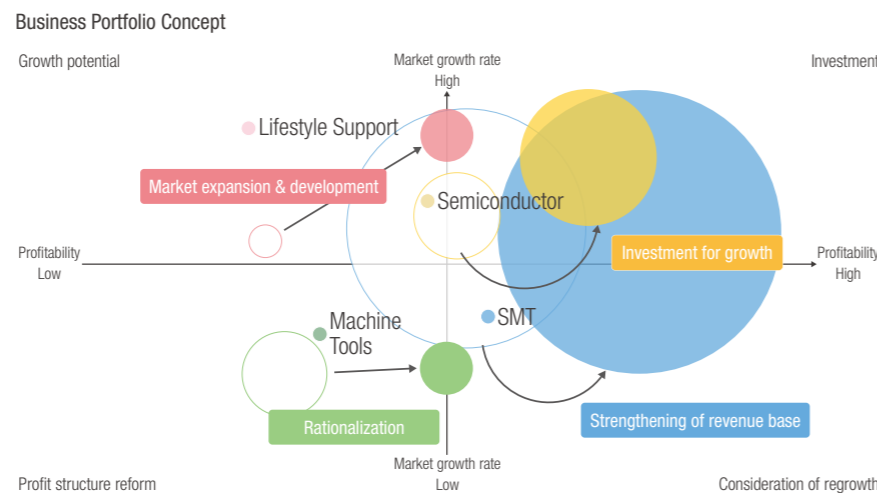 Business Portfolio Concept
Growth potential
Market growth rate
High
Investment
Lifestyle Support
Market expansion & development
Semiconductor
Profitability
Low
Investment for growth
Profitability
High
Machine
Tools
SMT
Rationalization
Strengthening of revenue base
Market growth rate
Low
Profit structure reform
Consideration of regrowth